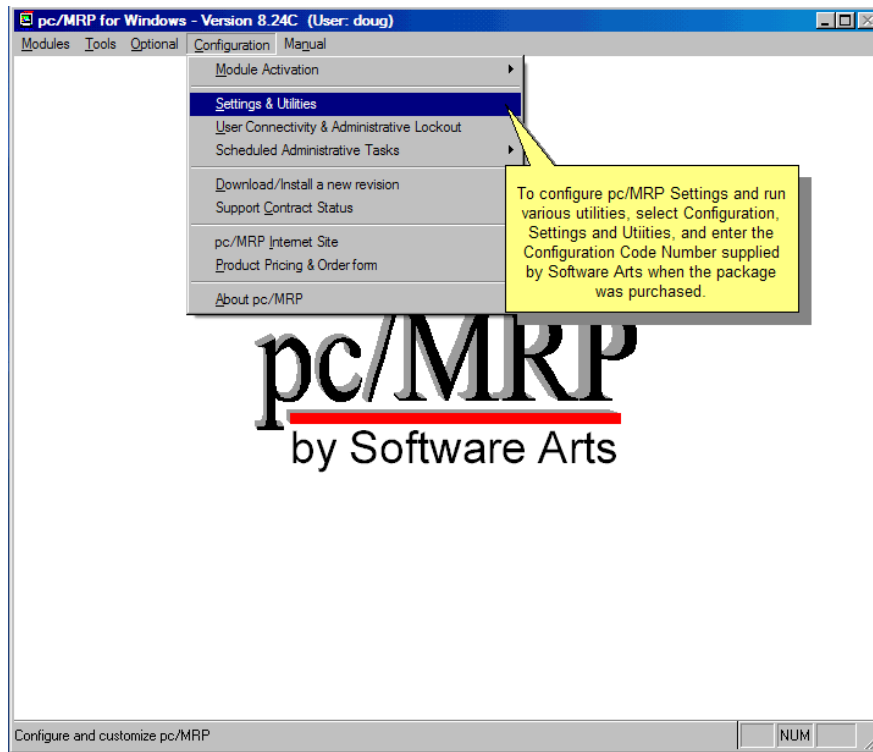 pc/MRP for Windows - Version 8.24C (User: doug)
Modules Tools Optional Configuration Manual
Module Activation
Settings & Utilities
User Connectivity & Administrative Lockout
Scheduled Administrative Tasks
Download/Install a new revision
Support Contract Status
pc/MRP Internet Site
Product Pricing & Order form
About pc/MRP
To configure pc/MRP Settings and run
various utilities, select Configuration,
Settings and Utiities, and enter the
Configuration Code Number supplied
by Software Arts when the package
was purchased.
pc/MRP
by Software Arts
Configure and customize pc/MRP
NUM